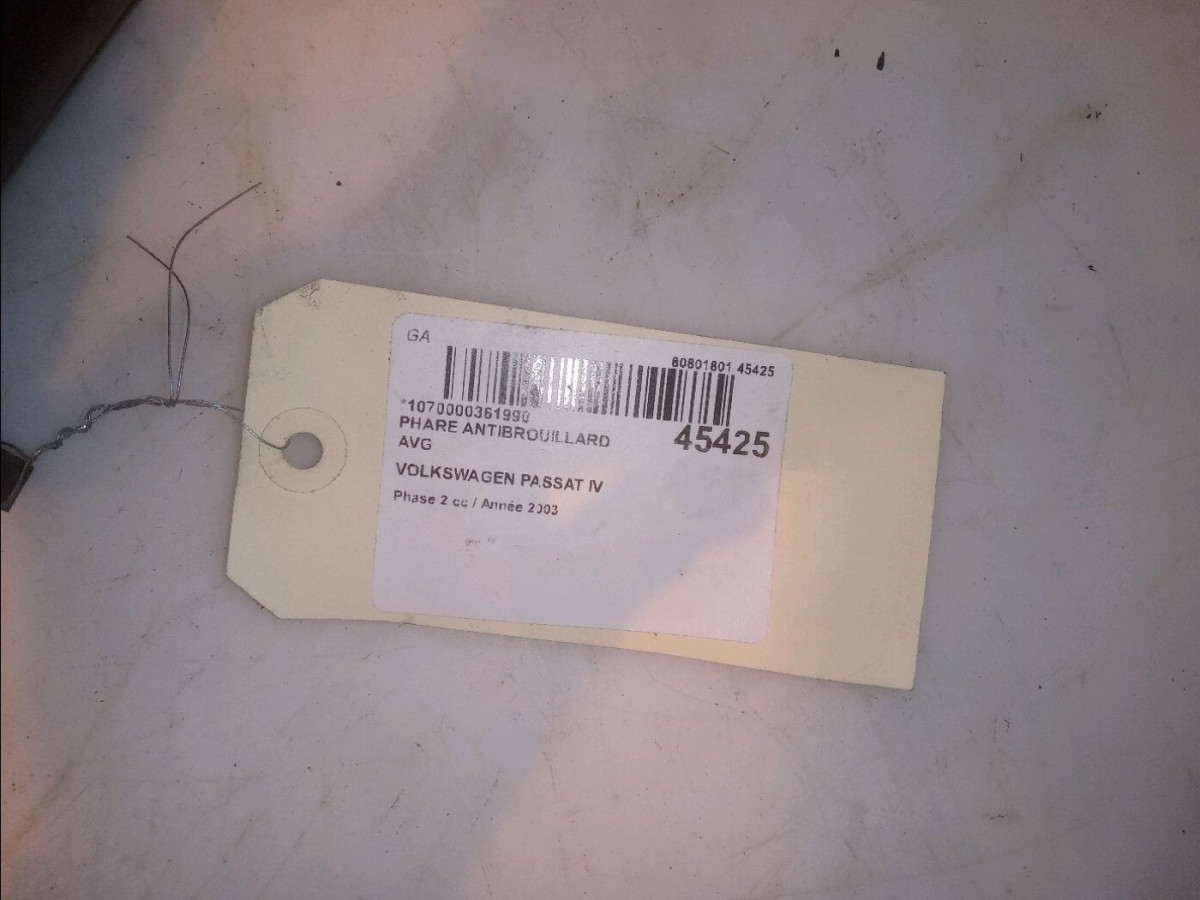 GA
80801801 45425
*1070000361990
PHARE ANTIBROUILLARD
AVG
45425
VOLKSWAGEN PASSAT IV
Phase 2 cc / Année 2003